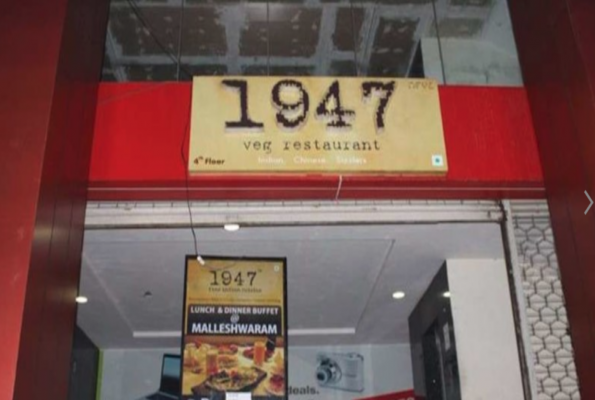 1947
veg restaurant
4th Floor
Indian, Chinese, Sizzlers
1947
LUNCH & DINNER BUFFET
@
MALLESHWARAM
deals.